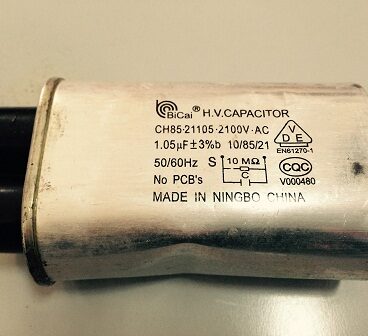 BiCai® H.V.CAPACITOR
CH85-21105-2100V·AC
1.05µF±3%b 10/85/21
VDE
EN61270-1
50/60Hz S 10 MΩ
C
CQC
No PCB's V000480
MADE IN NINGBO CHINA